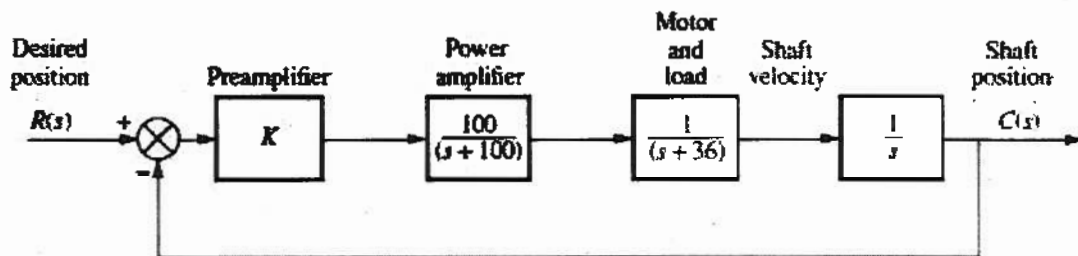 Desired
position
Preamplifier
Power
amplifier
Motor
and
load
Shaft
velocity
Shaft
position
R(s)
+
−
K
100
(s + 100)
1
(s + 36)
1
s
C(s)